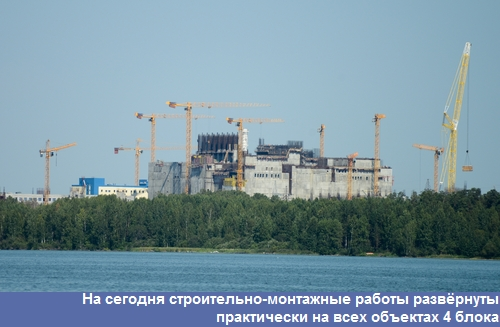 На сегодня строительно-монтажные работы развёрнуты
практически на всех объектах 4 блока